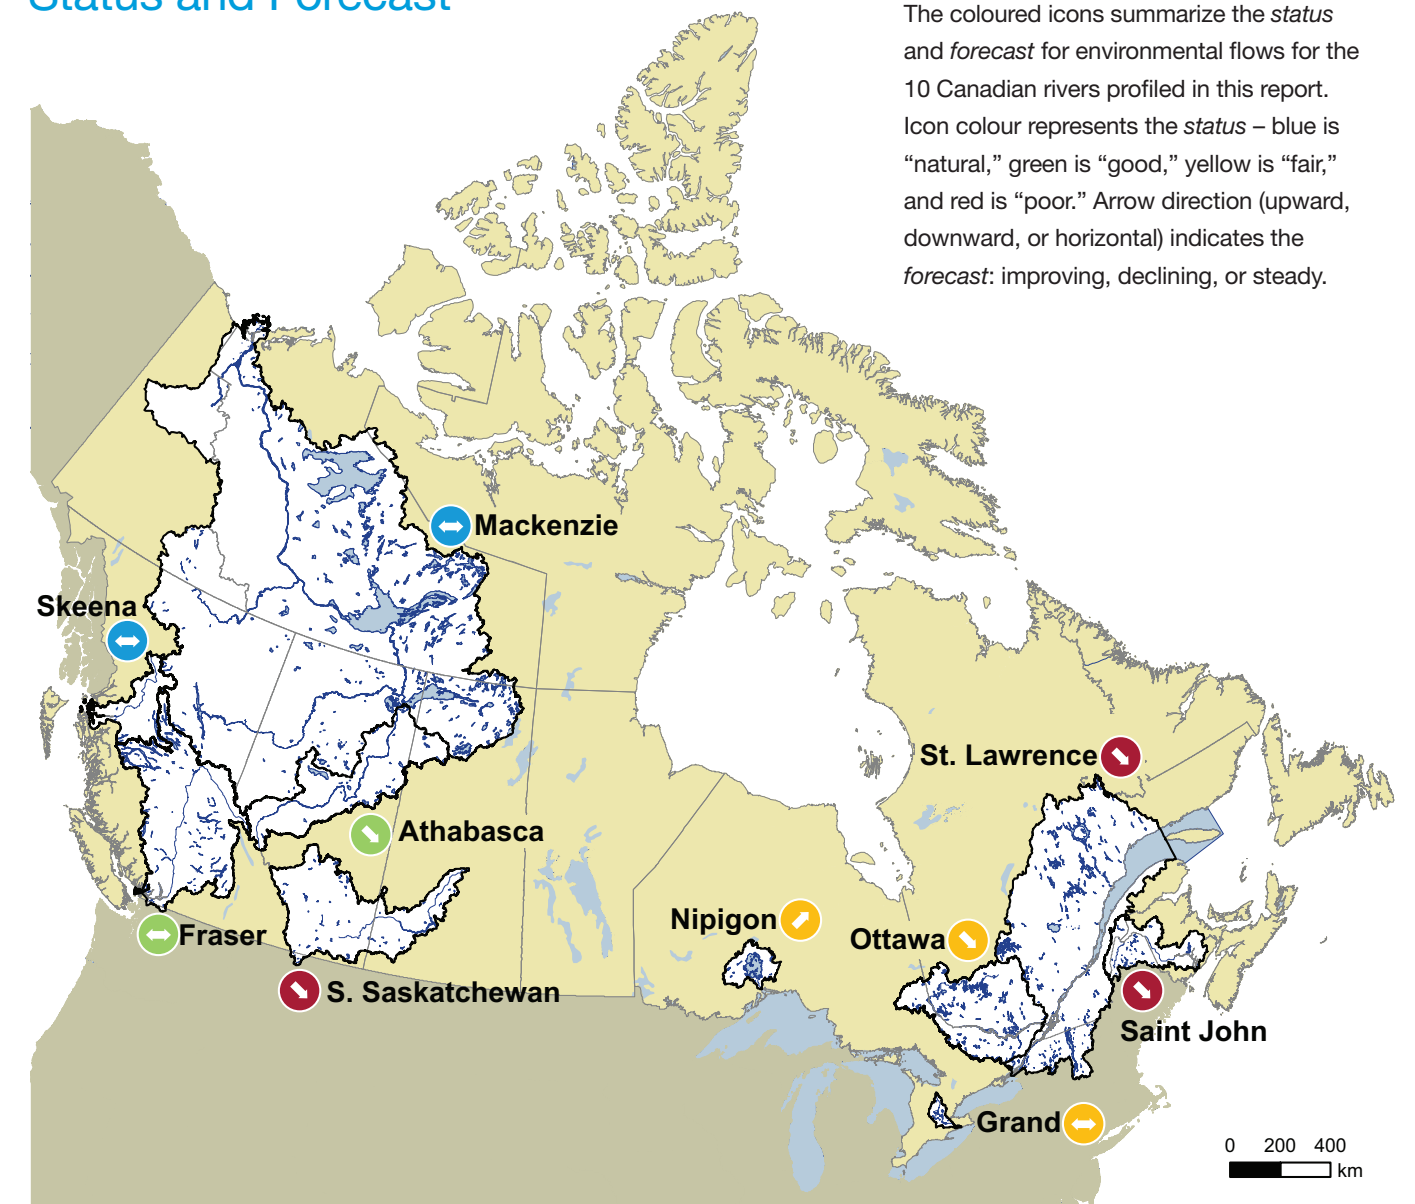 Status and Forecast
The coloured icons summarize the status
and forecast for environmental flows for the
10 Canadian rivers profiled in this report.
Icon colour represents the status – blue is
“natural,” green is “good,” yellow is “fair,”
and red is “poor.” Arrow direction (upward,
downward, or horizontal) indicates the
forecast: improving, declining, or steady.
Mackenzie
Skeena
St. Lawrence
Athabasca
Nipigon
Ottawa
Fraser
S. Saskatchewan
Saint John
Grand
0 200 400
km